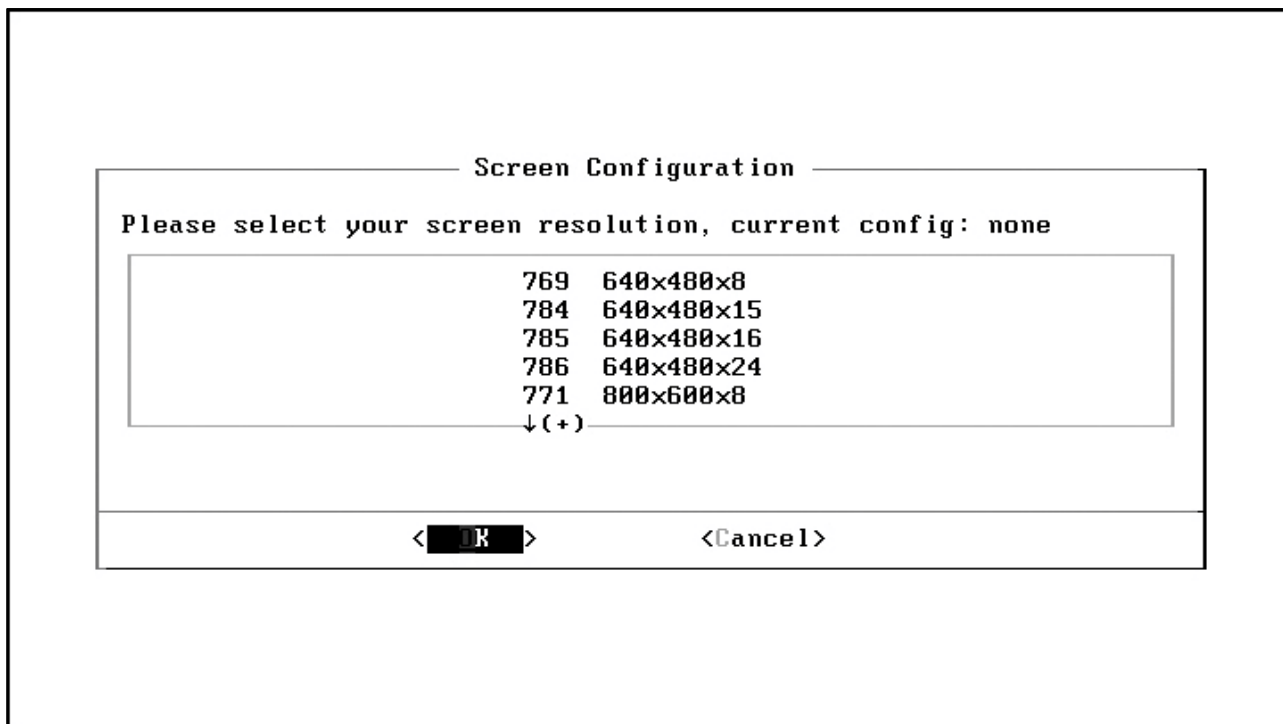 Screen Configuration
Please select your screen resolution, current config: none
769 640x480x8
784 640x480x15
785 640x480x16
786 640x480x24
771 800x600x8
↓(+)
< OK > <Cancel>